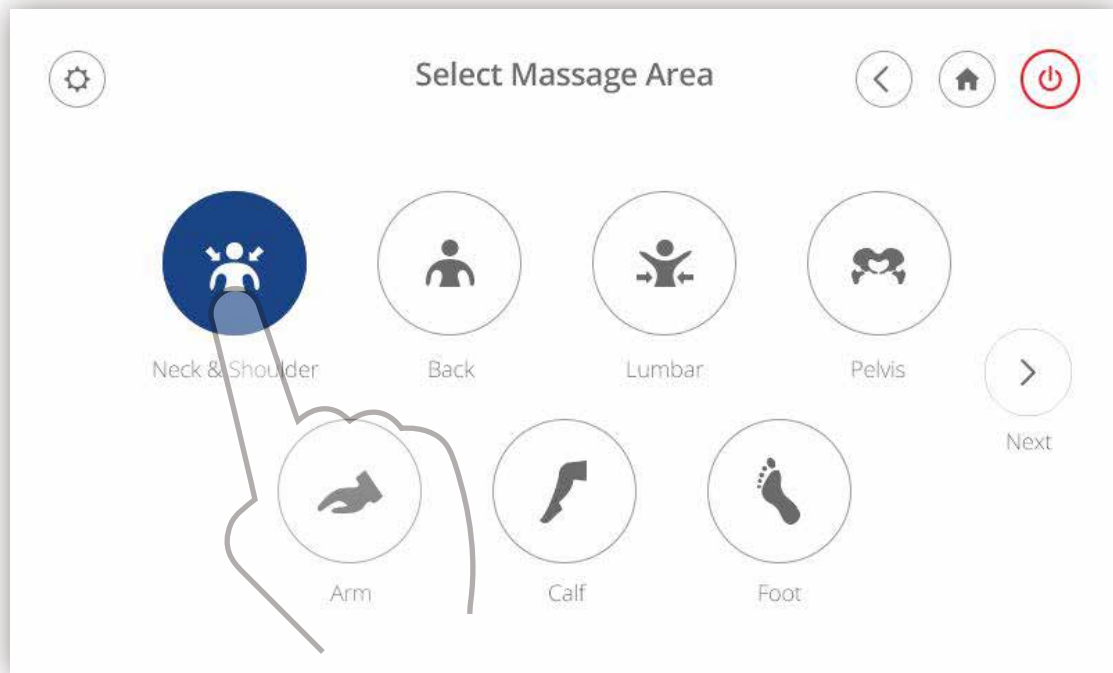 Select Massage Area
Neck & Shoulder
Back
Lumbar
Pelvis
Next
Arm
Calf
Foot